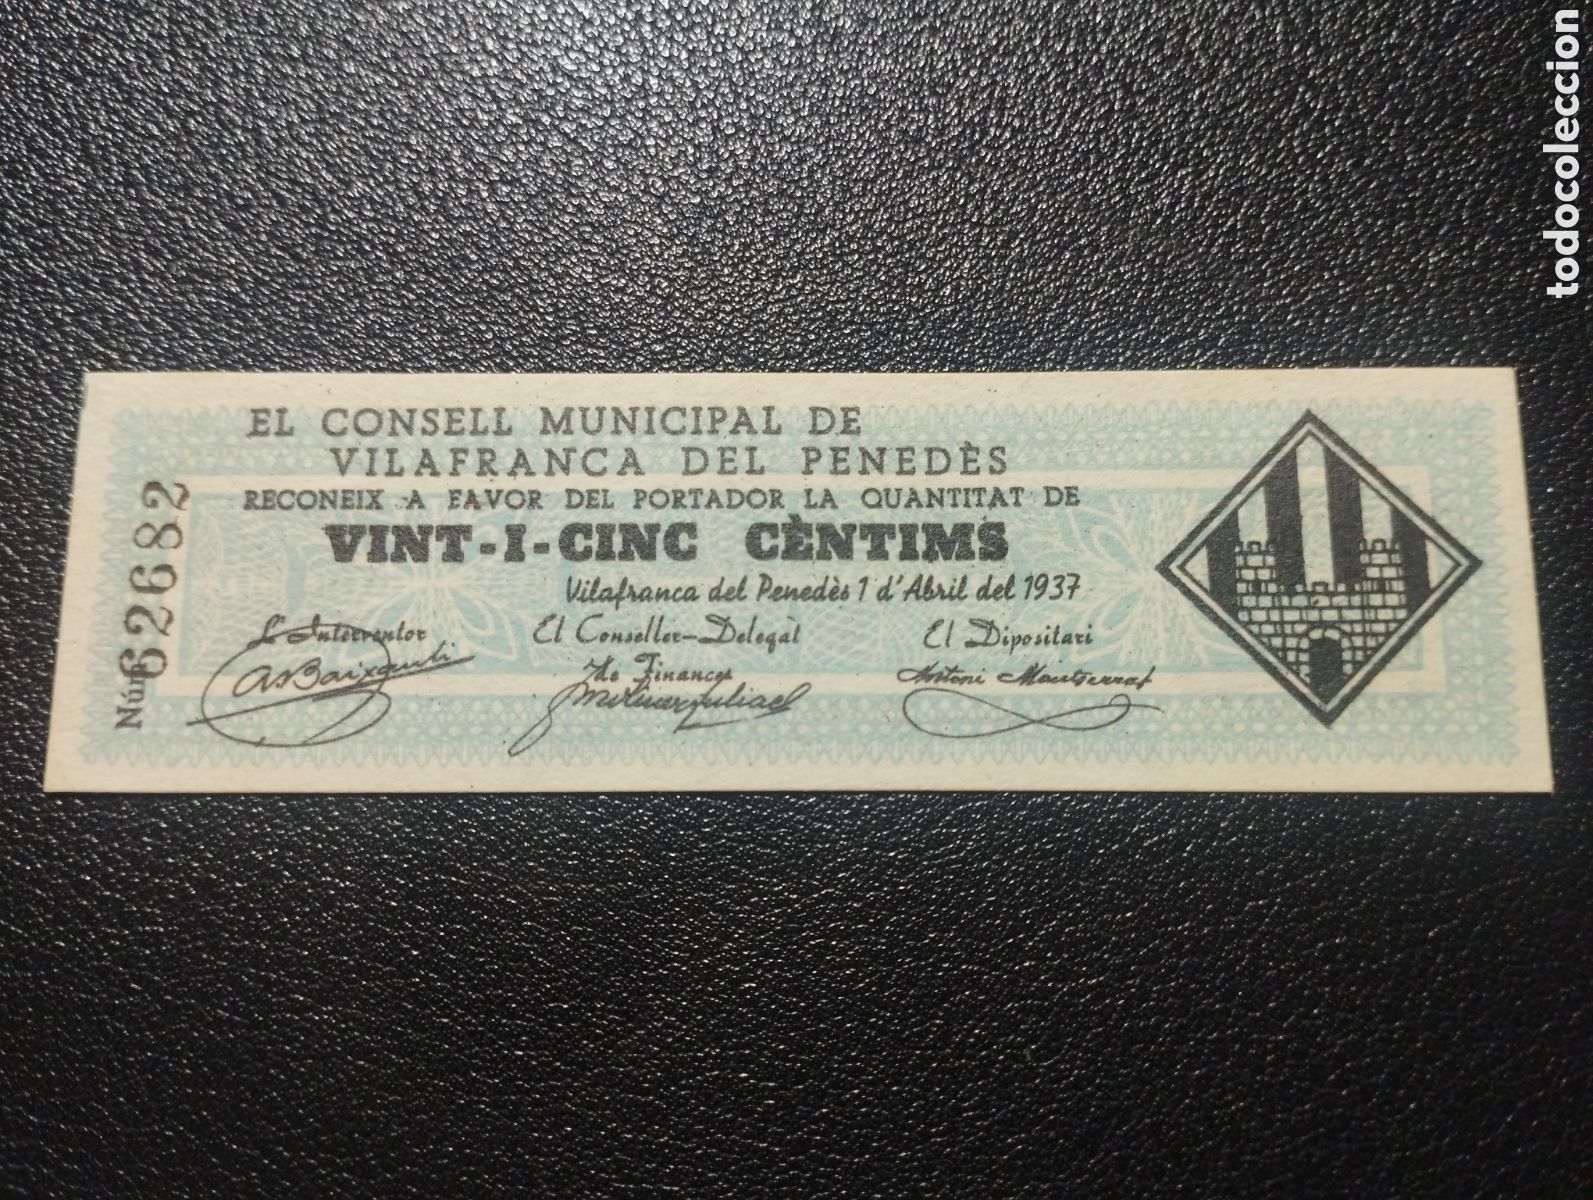 EL CONSELL MUNICIPAL DE
VILAFRANCA DEL PENEDÈS
RECONEIX A FAVOR DEL PORTADOR LA QUANTITAT DE
VINT-I-CINC CÈNTIMS
Vilafranca del Penedès 1 d'Abril del 1937
L'Interventor
El Conseller-Delegat
de Finances
El Dipositari
Antoni Montserrat
Núm. 62682
todocoleccion